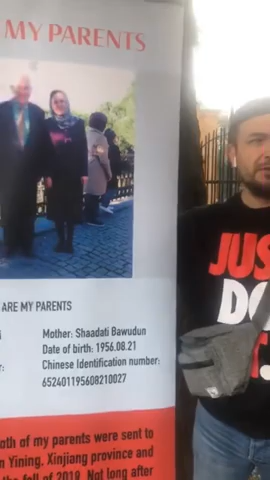 MY PARENTS
ARE MY PARENTS
Mother: Shaadati Bawudun
Date of birth: 1956.08.21
Chinese Identification number:
652401195608210027
oth of my parents were sent to
n Yining, Xinjiang province and
the fall of 2019. Not long after
JUS
DO